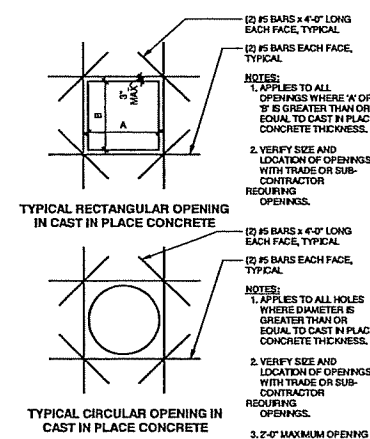 (2) #5 BARS x 4'-0" LONG
EACH FACE, TYPICAL
(2) #5 BARS EACH FACE,
TYPICAL
3"
MAX
B
A
NOTES:
1. APPLIES TO ALL
OPENINGS WHERE 'A' OR
'B' IS GREATER THAN OR
EQUAL TO CAST IN PLAC
CONCRETE THICKNESS.
2. VERIFY SIZE AND
LOCATION OF OPENINGS
WITH TRADE OR SUB-
CONTRACTOR
REQUIRING
OPENINGS.
TYPICAL RECTANGULAR OPENING
IN CAST IN PLACE CONCRETE
(2) #5 BARS x 4'-0" LONG
EACH FACE, TYPICAL
(2) #5 BARS EACH FACE,
TYPICAL
NOTES:
1. APPLIES TO ALL HOLES
WHERE DIAMETER IS
GREATER THAN OR
EQUAL TO CAST IN PLAC
CONCRETE THICKNESS.
2. VERIFY SIZE AND
LOCATION OF OPENINGS
WITH TRADE OR SUB-
CONTRACTOR
REQUIRING
OPENINGS.
3. 2'-0" MAXIMUM OPENING
TYPICAL CIRCULAR OPENING IN
CAST IN PLACE CONCRETE